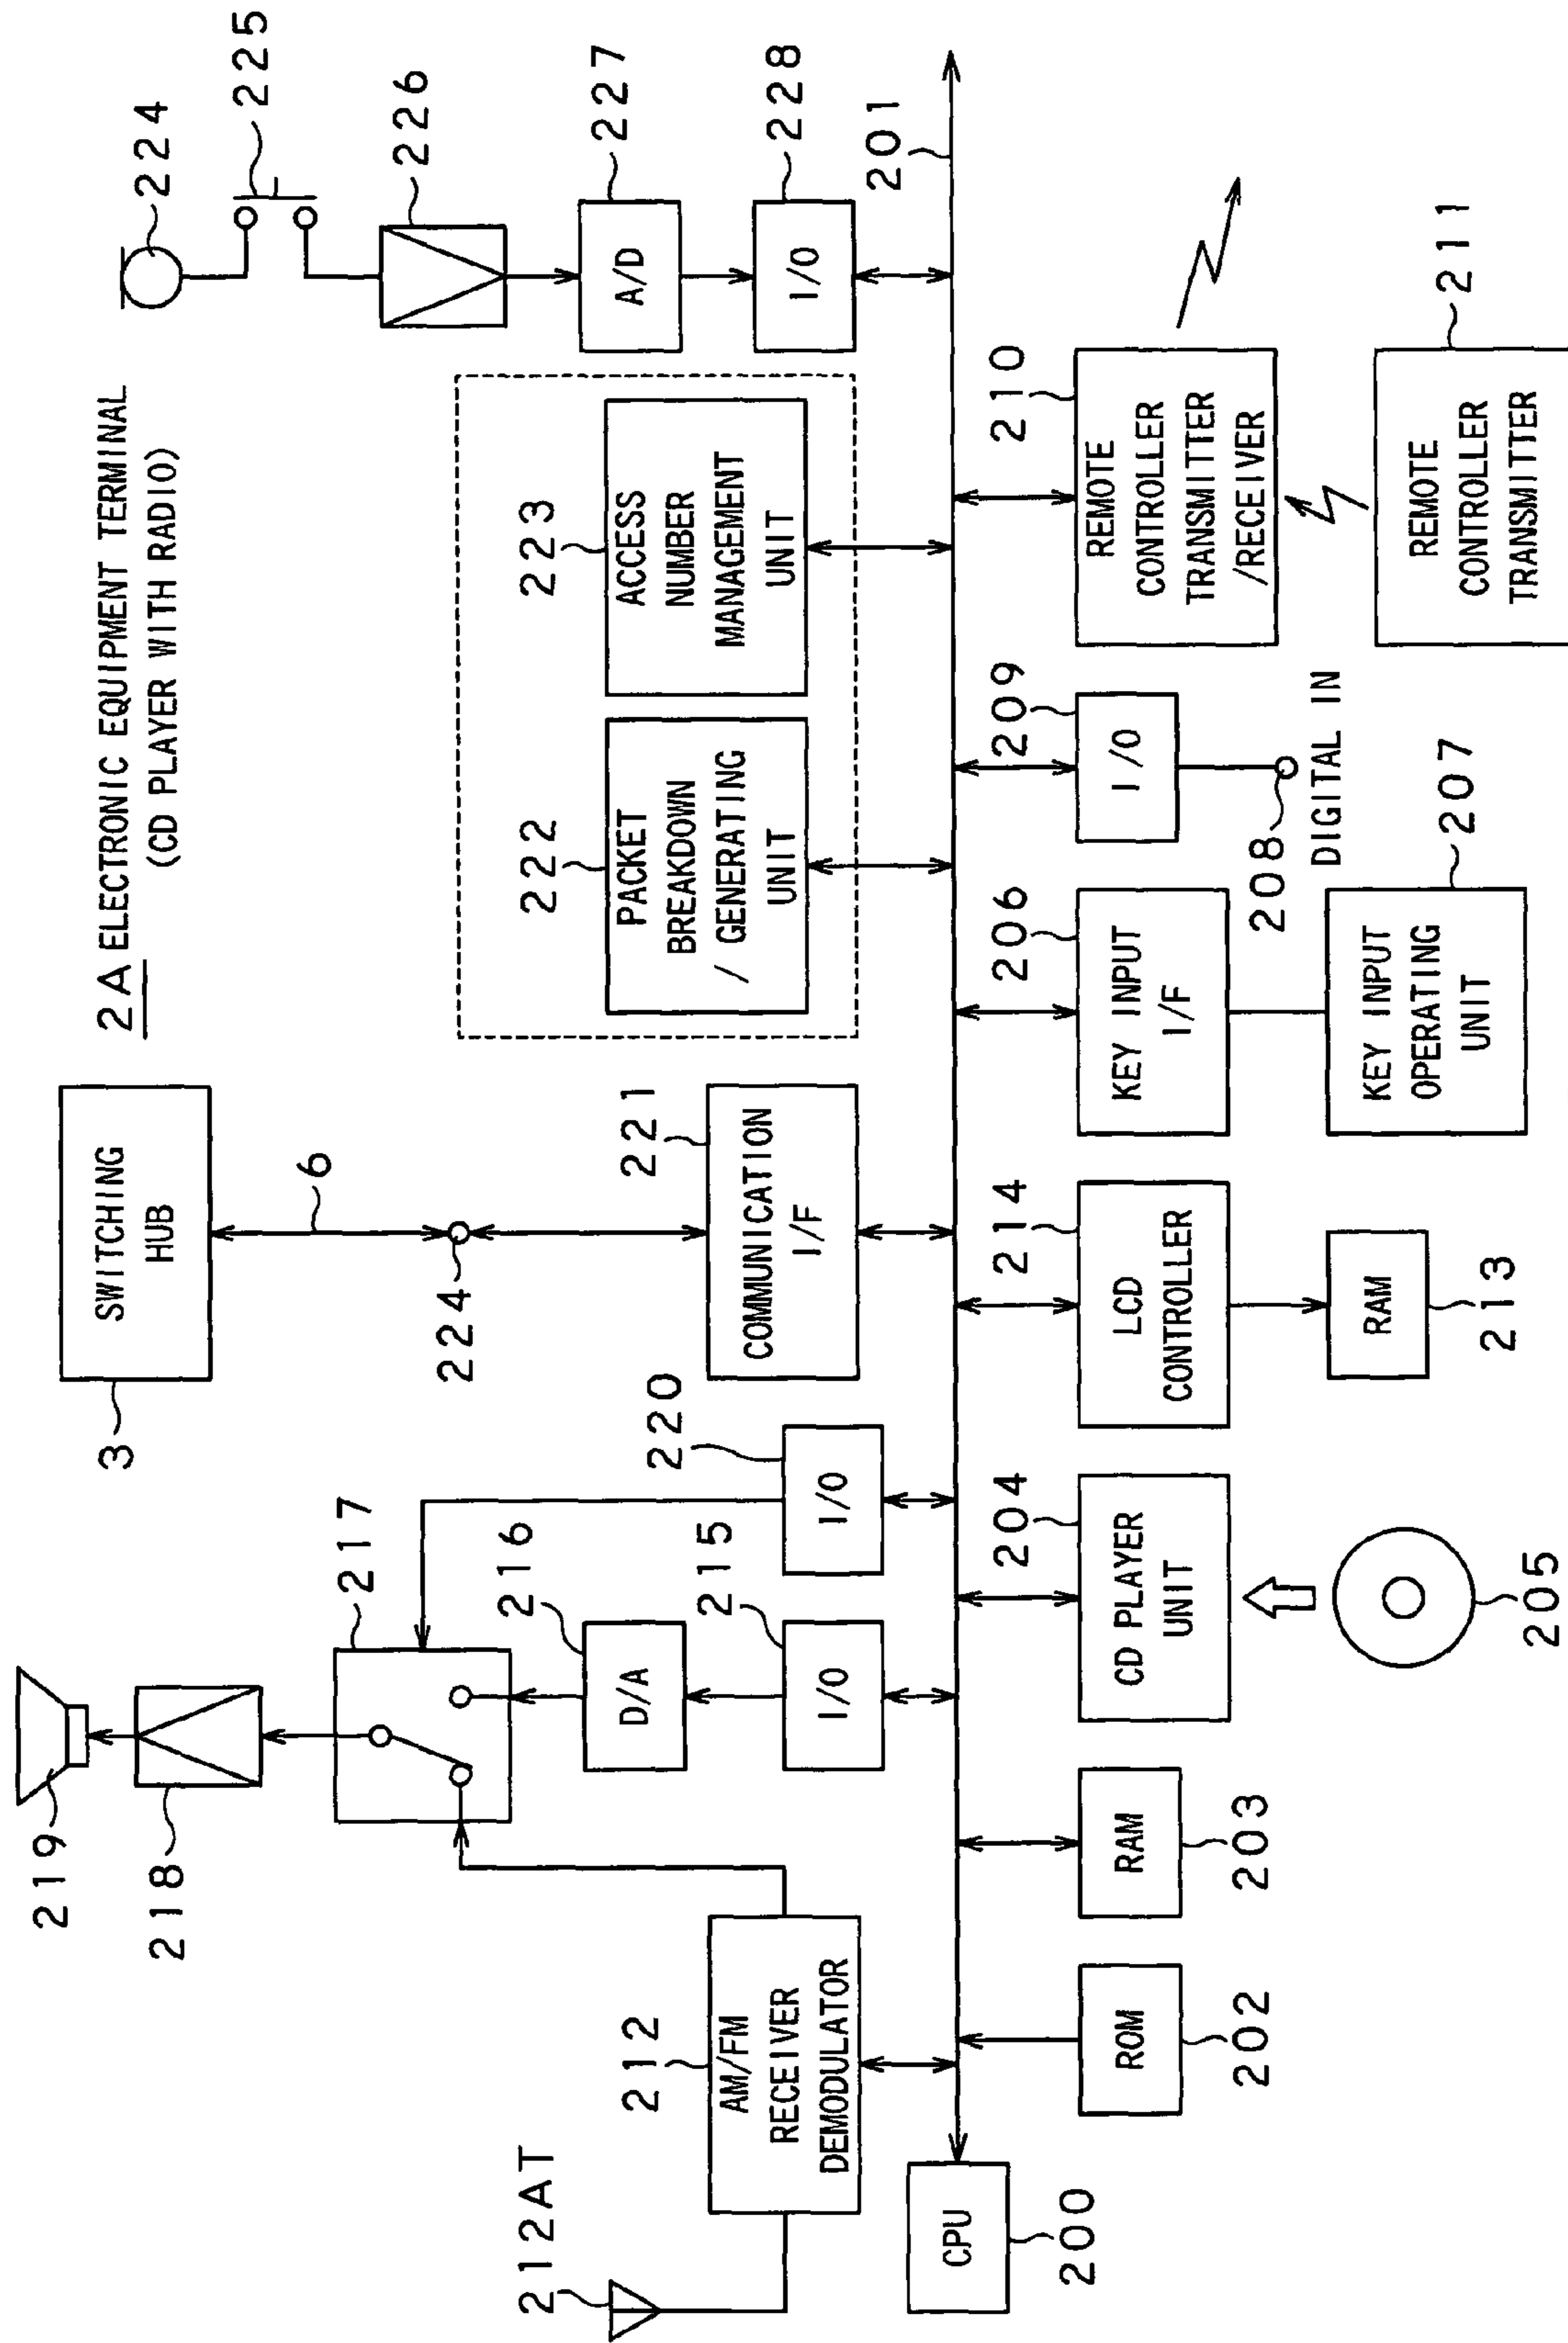 2A ELECTRONIC EQUIPMENT TERMINAL
(CD PLAYER WITH RADIO)
219
218
217
3
SWITCHING
HUB
6
224
224
225
226
227
A/D
228
I/O
201
212AT
212
AM/FM
RECEIVER
DEMODULATOR
216
D/A
215
I/O
220
I/O
221
COMMUNICATION
I/F
222
PACKET
BREAKDOWN
/ GENERATING
UNIT
223
ACCESS
NUMBER
MANAGEMENT
UNIT
CPU
200
ROM
202
RAM
203
204
CD PLAYER
UNIT
205
214
LCD
CONTROLLER
RAM
213
206
KEY INPUT
I/F
KEY INPUT
OPERATING
UNIT
207
209
I/O
208
DIGITAL IN
210
REMOTE
CONTROLLER
TRANSMITTER
/RECEIVER
211
REMOTE
CONTROLLER
TRANSMITTER